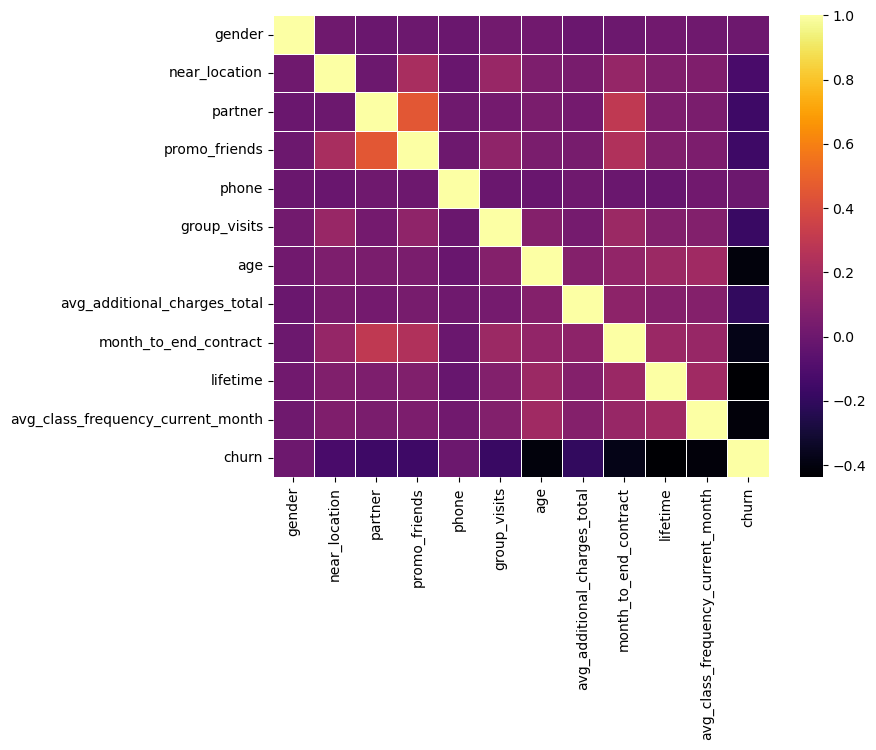 gender
near_location
partner
promo_friends
phone
group_visits
age
avg_additional_charges_total
month_to_end_contract
lifetime
avg_class_frequency_current_month
churn
gender
near_location
partner
promo_friends
phone
group_visits
age
avg_additional_charges_total
month_to_end_contract
lifetime
avg_class_frequency_current_month
churn
1.0
0.8
0.6
0.4
0.2
0.0
−0.2
−0.4